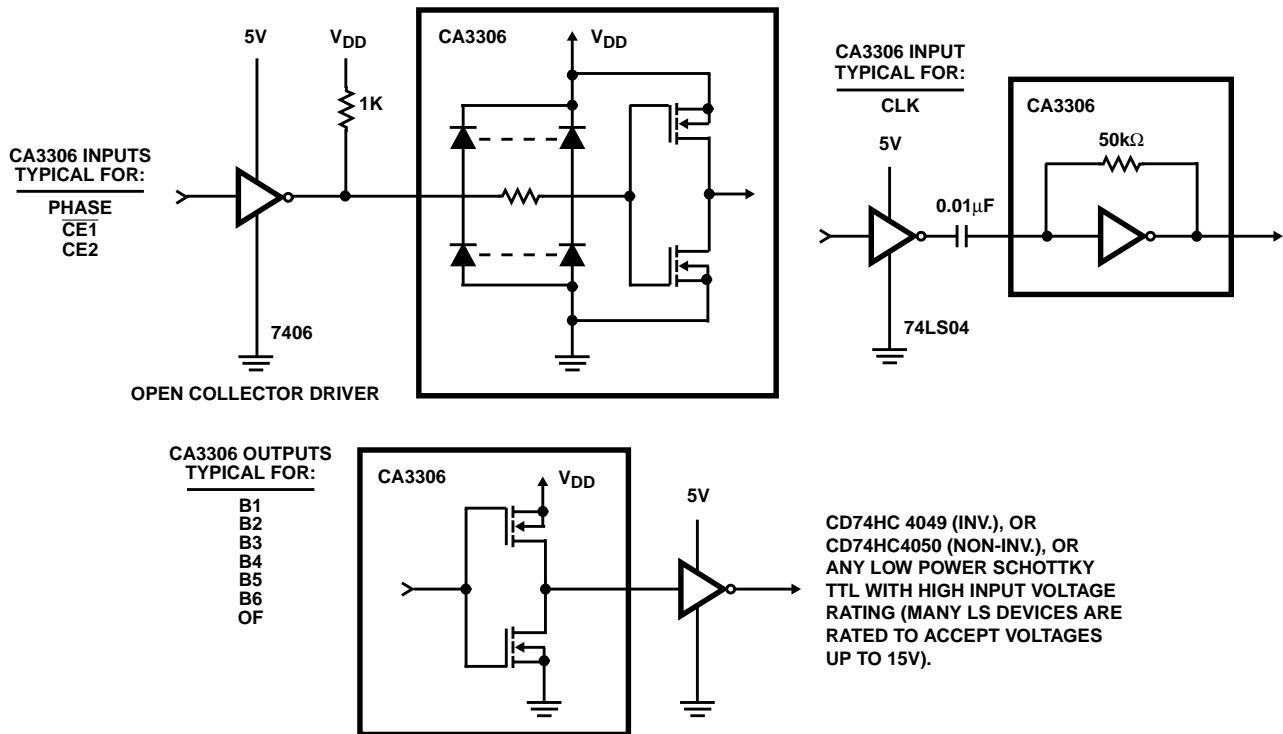 CA3306 INPUTS
TYPICAL FOR:
PHASE
CE1
CE2
5V
VDD
1K
7406
OPEN COLLECTOR DRIVER
CA3306
VDD
CA3306 INPUT
TYPICAL FOR:
CLK
5V
0.01μF
74LS04
CA3306
50kΩ
CA3306 OUTPUTS
TYPICAL FOR:
B1
B2
B3
B4
B5
B6
OF
CA3306
VDD
5V
CD74HC 4049 (INV.), OR
CD74HC4050 (NON-INV.), OR
ANY LOW POWER SCHOTTKY
TTL WITH HIGH INPUT VOLTAGE
RATING (MANY LS DEVICES ARE
RATED TO ACCEPT VOLTAGES
UP TO 15V).